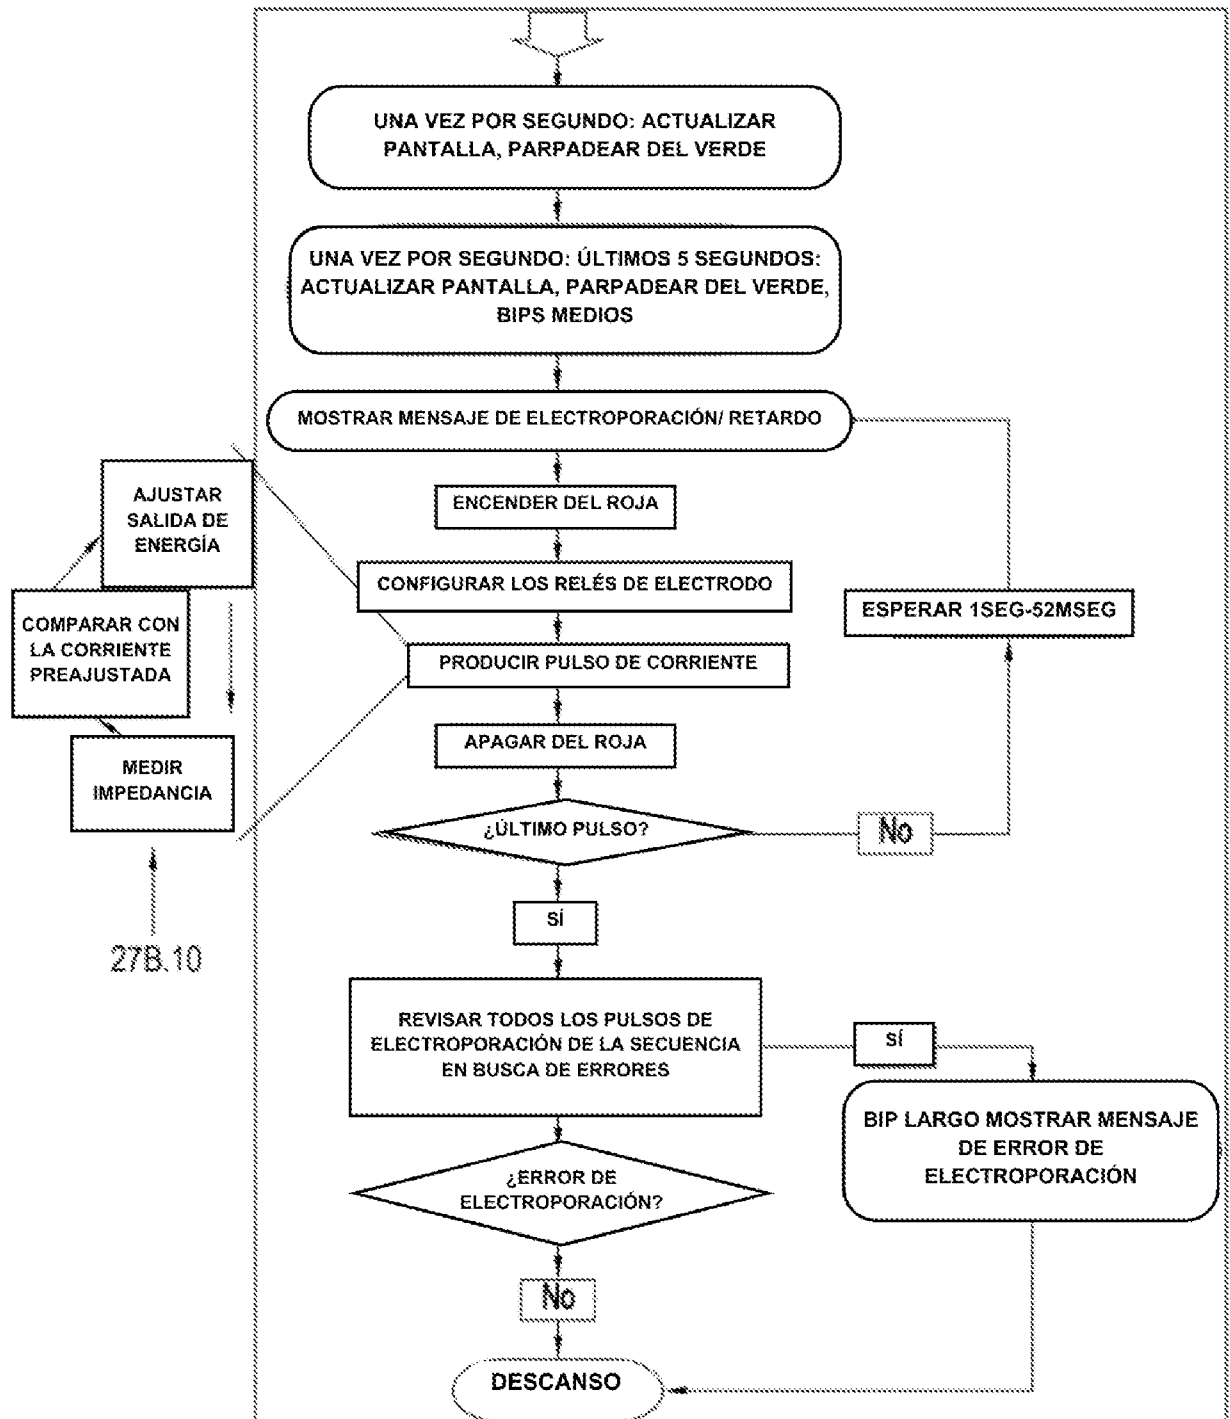 UNA VEZ POR SEGUNDO: ACTUALIZAR
PANTALLA, PARPADEAR DEL VERDE
UNA VEZ POR SEGUNDO: ÚLTIMOS 5 SEGUNDOS:
ACTUALIZAR PANTALLA, PARPADEAR DEL VERDE,
BIPS MEDIOS
MOSTRAR MENSAJE DE ELECTROPORACIÓN/ RETARDO
AJUSTAR
SALIDA DE
ENERGÍA
ENCENDER DEL ROJA
CONFIGURAR LOS RELÉS DE ELECTRODO
ESPERAR 1SEG-52MSEG
COMPARAR CON
LA CORRIENTE
PREAJUSTADA
PRODUCIR PULSO DE CORRIENTE
APAGAR DEL ROJA
MEDIR
IMPEDANCIA
¿ÚLTIMO PULSO?
No
SÍ
27B.10
REVISAR TODOS LOS PULSOS DE
ELECTROPORACIÓN DE LA SECUENCIA
EN BUSCA DE ERRORES
SÍ
BIP LARGO MOSTRAR MENSAJE
DE ERROR DE
ELECTROPORACIÓN
¿ERROR DE
ELECTROPORACIÓN?
No
DESCANSO